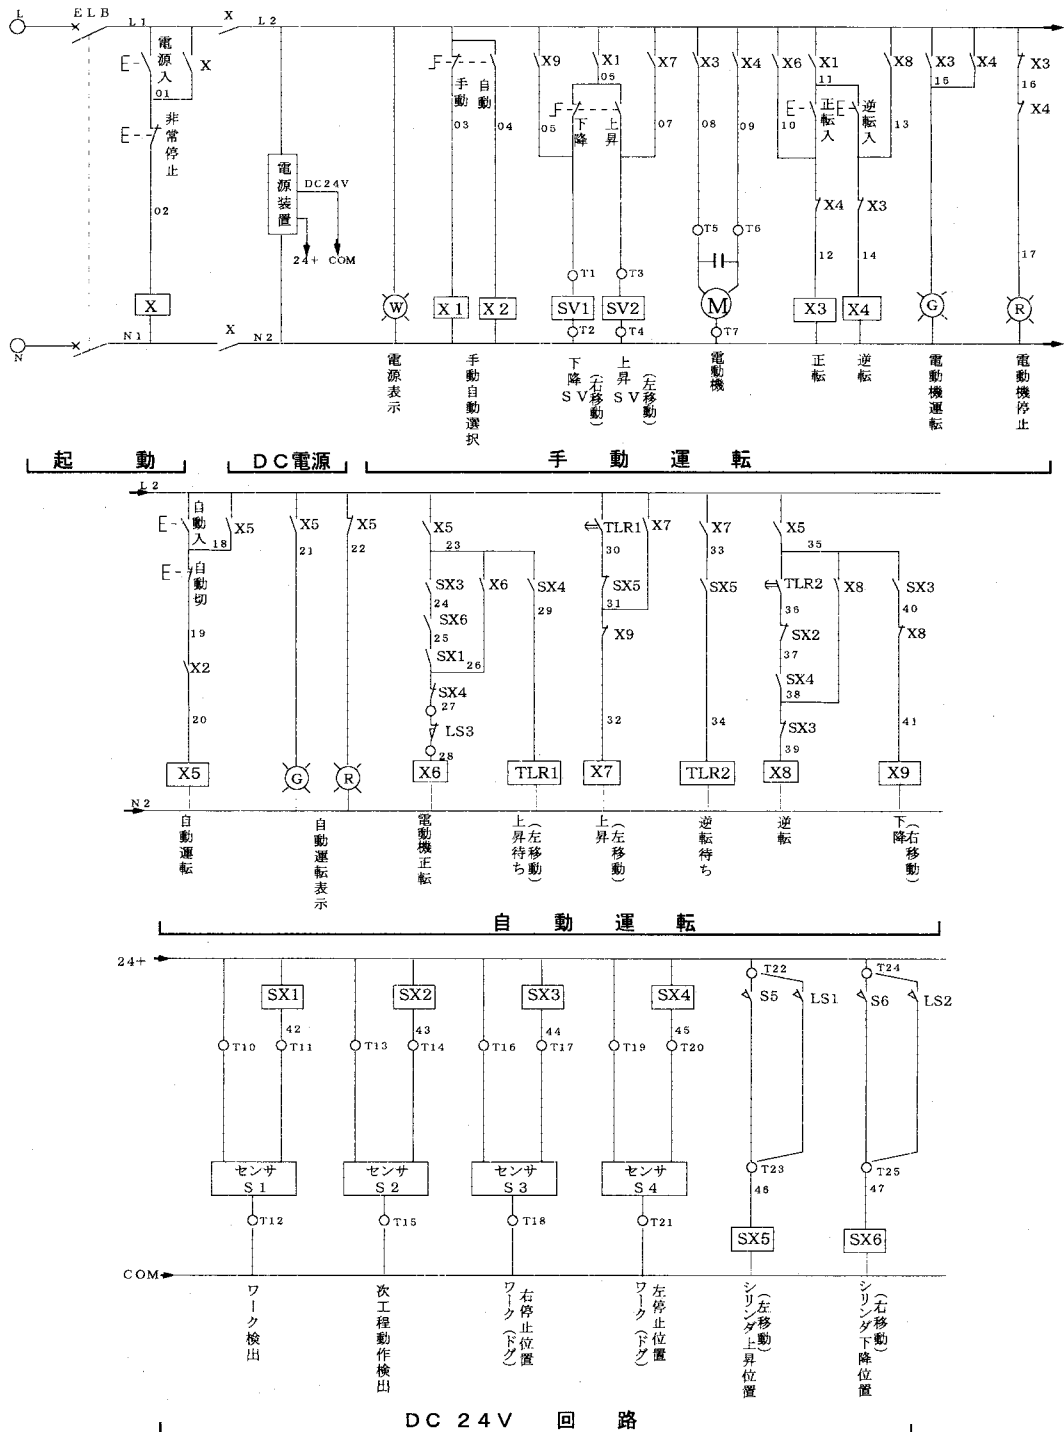 L
ELB
L1
X
L2
電源入
X
01
非常停止
02
X
N
N1
X
N2
電源装置
DC24V
24+ COM
W
電源表示
手動
自動
03
04
X1
X2
手動自動選択
X9
X1
X7
05
下降
上昇
05
07
T1
T3
SV1
SV2
T2
T4
下降SV
(右移動)
上昇SV
(左移動)
X3
X4
08
09
T5
T6
M
T7
電動機
X6
X1
X8
11
正転入
逆転入
10
13
X4
X3
12
14
X3
X4
正転
逆転
X3
X4
15
G
電動機運転
X3
16
X4
17
R
電動機停止
起動
DC電源
手動運転
L2
自動入
X5
18
自動切
19
X2
20
X5
N2
自動運転
X5
21
G
X5
22
R
自動運転表示
X5
23
SX3
24
SX6
25
SX1
26
X6
SX4
27
LS3
28
X6
電動機正転
SX4
29
TLR1
上昇待ち
(左移動)
TLR1
X7
30
SX5
31
X9
32
X7
上昇
(左移動)
X7
33
SX5
34
TLR2
逆転待ち
X5
35
TLR2
36
SX2
37
SX4
38
X8
SX3
39
X8
逆転
SX3
40
X8
41
X9
下降
(右移動)
自動運転
24+
SX1
42
T10
T11
センサ
S1
T12
ワーク検出
SX2
43
T13
T14
センサ
S2
T15
次工程動作検出
SX3
44
T16
T17
センサ
S3
T18
右停止位置
ワーク(ドグ)
SX4
45
T19
T20
センサ
S4
T21
左停止位置
ワーク(ドグ)
T22
S5
LS1
T23
46
SX5
(左移動)
シリンダ上昇位置
T24
S6
LS2
T25
47
SX6
(右移動)
シリンダ下降位置
COM
DC24V 回路